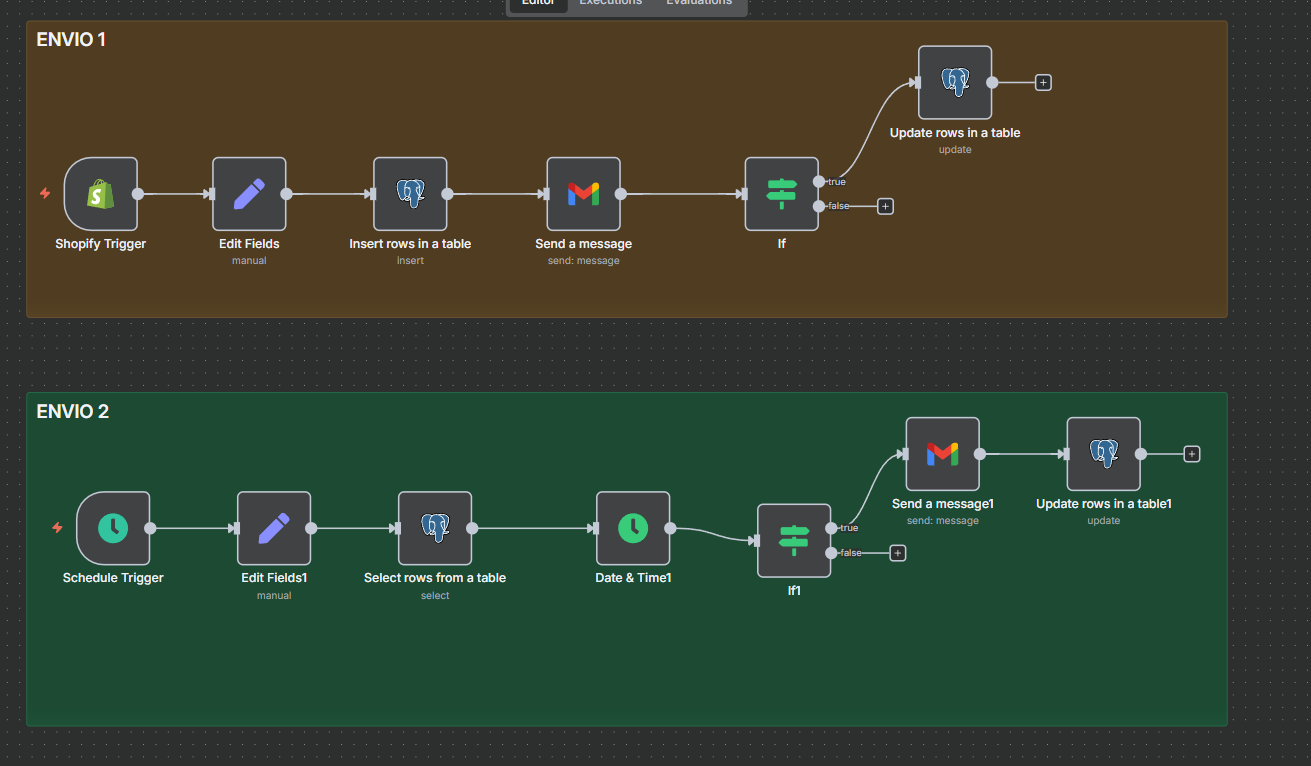 Editor Executions Evaluations
ENVIO 1
Update rows in a table
update
true
false
Shopify Trigger
Edit Fields
manual
Insert rows in a table
insert
Send a message
send: message
If
ENVIO 2
Send a message1
send: message
Update rows in a table1
update
true
false
Schedule Trigger
Edit Fields1
manual
Select rows from a table
select
Date & Time1
If1